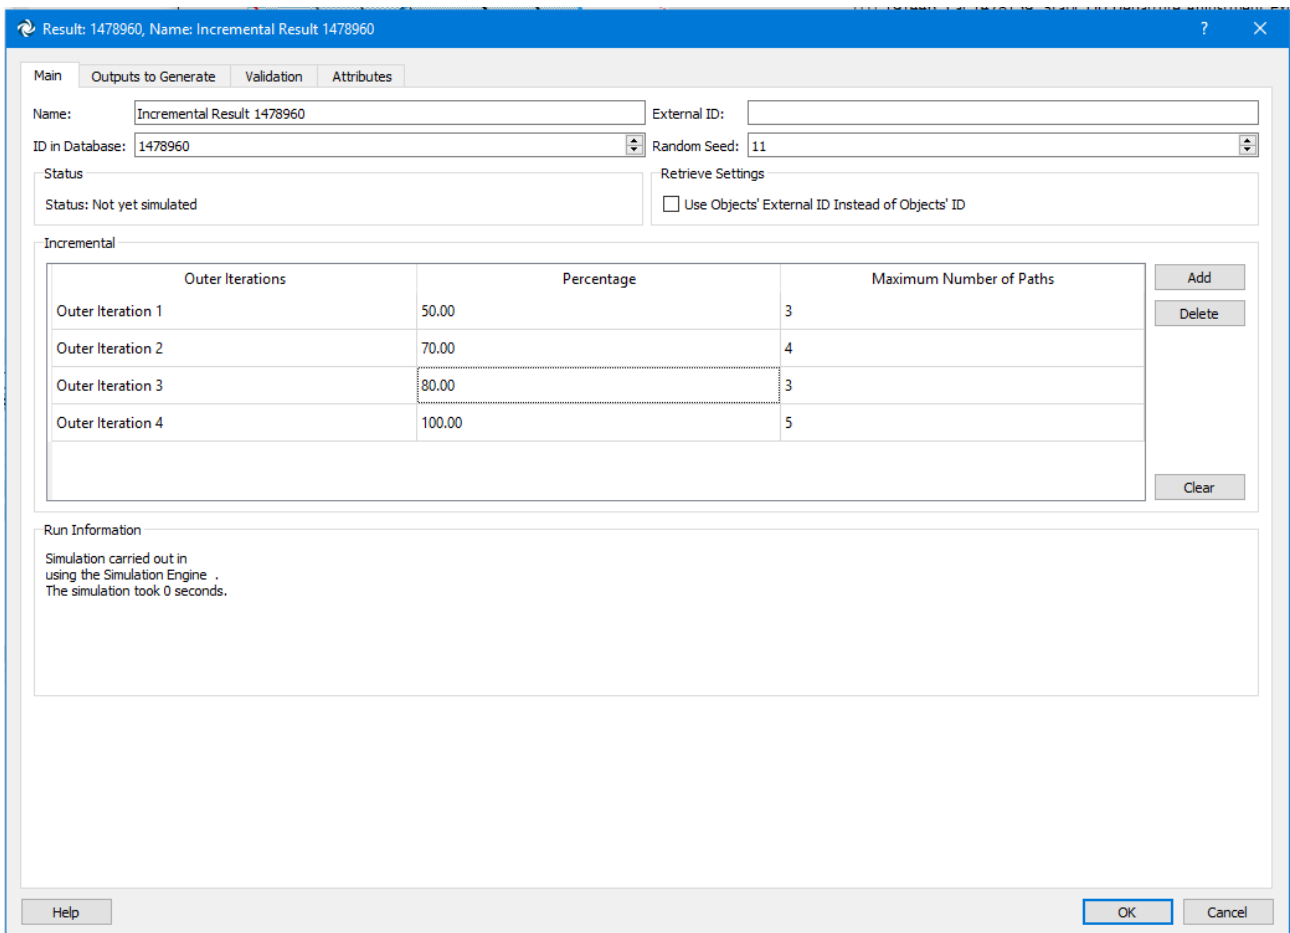 Result: 1478960, Name: Incremental Result 1478960
?
Main Outputs to Generate Validation Attributes
Name: Incremental Result 1478960 External ID:
ID in Database: 1478960 Random Seed: 11
Status Retrieve Settings
Status: Not yet simulated Use Objects' External ID Instead of Objects' ID
Incremental
Outer Iterations Percentage Maximum Number of Paths Add
Outer Iteration 1 50.00 3 Delete
Outer Iteration 2 70.00 4
Outer Iteration 3 80.00 3
Outer Iteration 4 100.00 5
Clear
Run Information
Simulation carried out in
using the Simulation Engine .
The simulation took 0 seconds.
Help OK Cancel